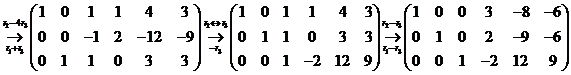 → ( 1 0 1 1 4 3 ) → ( 1 0 1 1 4 3 ) → ( 1 0 0 3 −8 −6 )
( 0 0 −1 2 −12 −9 ) ( 0 1 1 0 3 3 ) ( 0 1 0 2 −9 −6 )
( 0 1 1 0 3 3 ) ( 0 0 1 -2 12 9 ) ( 0 0 1 −2 12 9 )